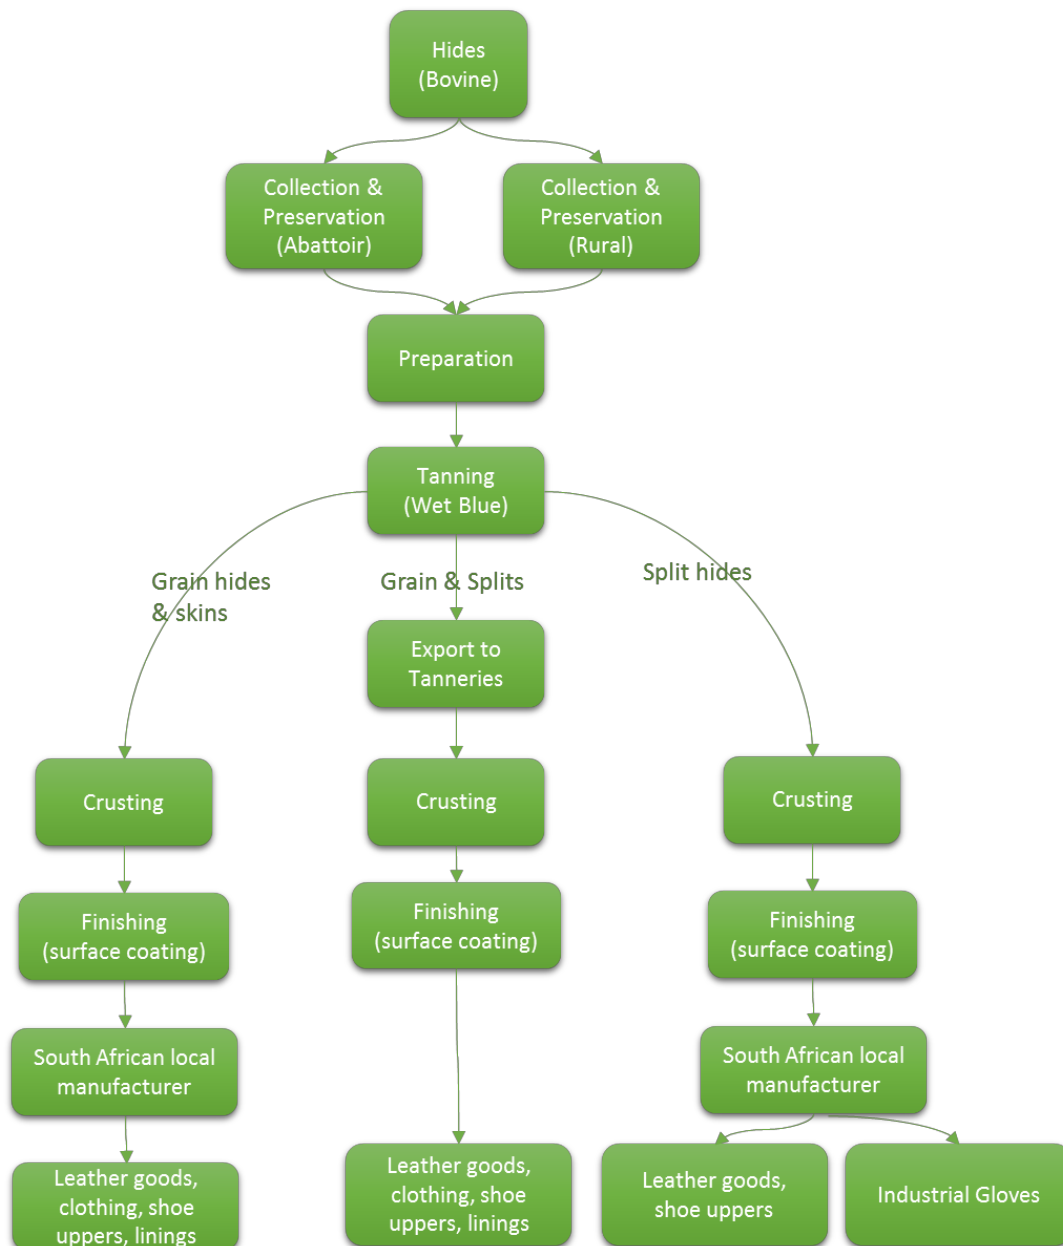 Hides
(Bovine)
Collection &
Preservation
(Abattoir)
Collection &
Preservation
(Rural)
Preparation
Tanning
(Wet Blue)
Grain hides
& skins
Grain & Splits
Split hides
Export to
Tanneries
Crusting
Crusting
Crusting
Finishing
(surface coating)
Finishing
(surface coating)
Finishing
(surface coating)
South African local
manufacturer
South African local
manufacturer
Leather goods,
clothing, shoe
uppers, linings
Leather goods,
clothing, shoe
uppers, linings
Leather goods,
shoe uppers
Industrial Gloves